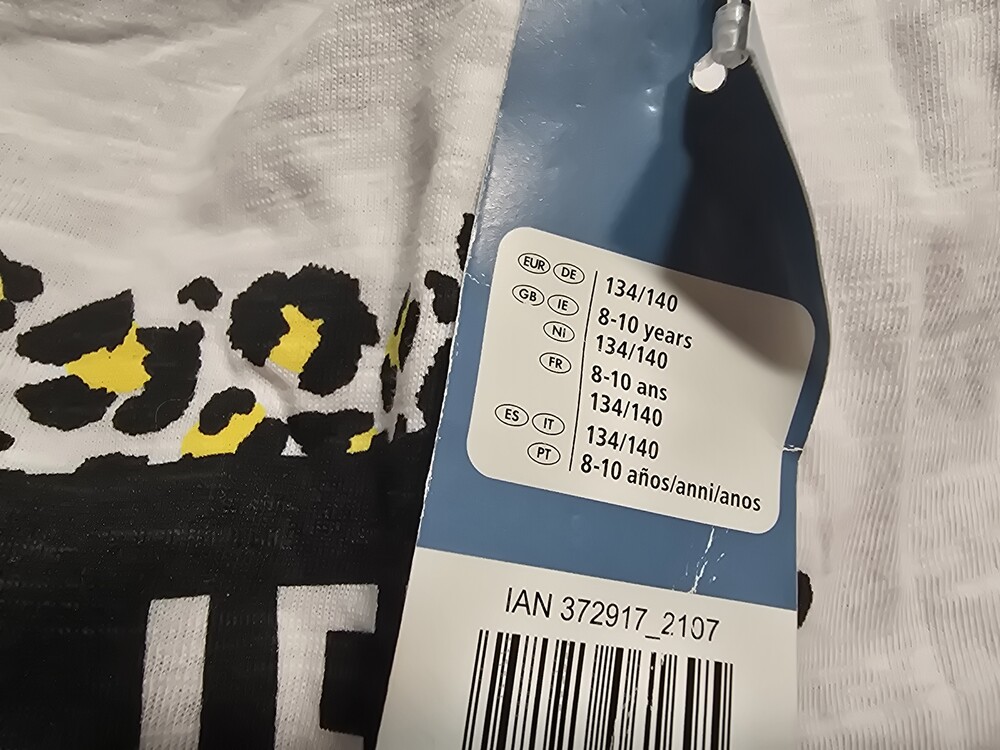 EUR DE 134/140
GB IE 8-10 years
Ni 134/140
FR 8-10 ans
134/140
ES IT 134/140
PT 8-10 años/anni/anos
IAN 372917_2107